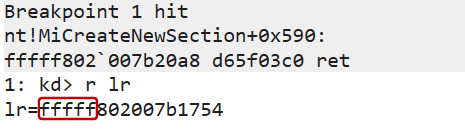 Breakpoint 1 hit
nt!MiCreateNewSection+0x590:
fffff802`007b20a8 d65f03c0 ret
1: kd> r lr
lr=fffff802007b1754